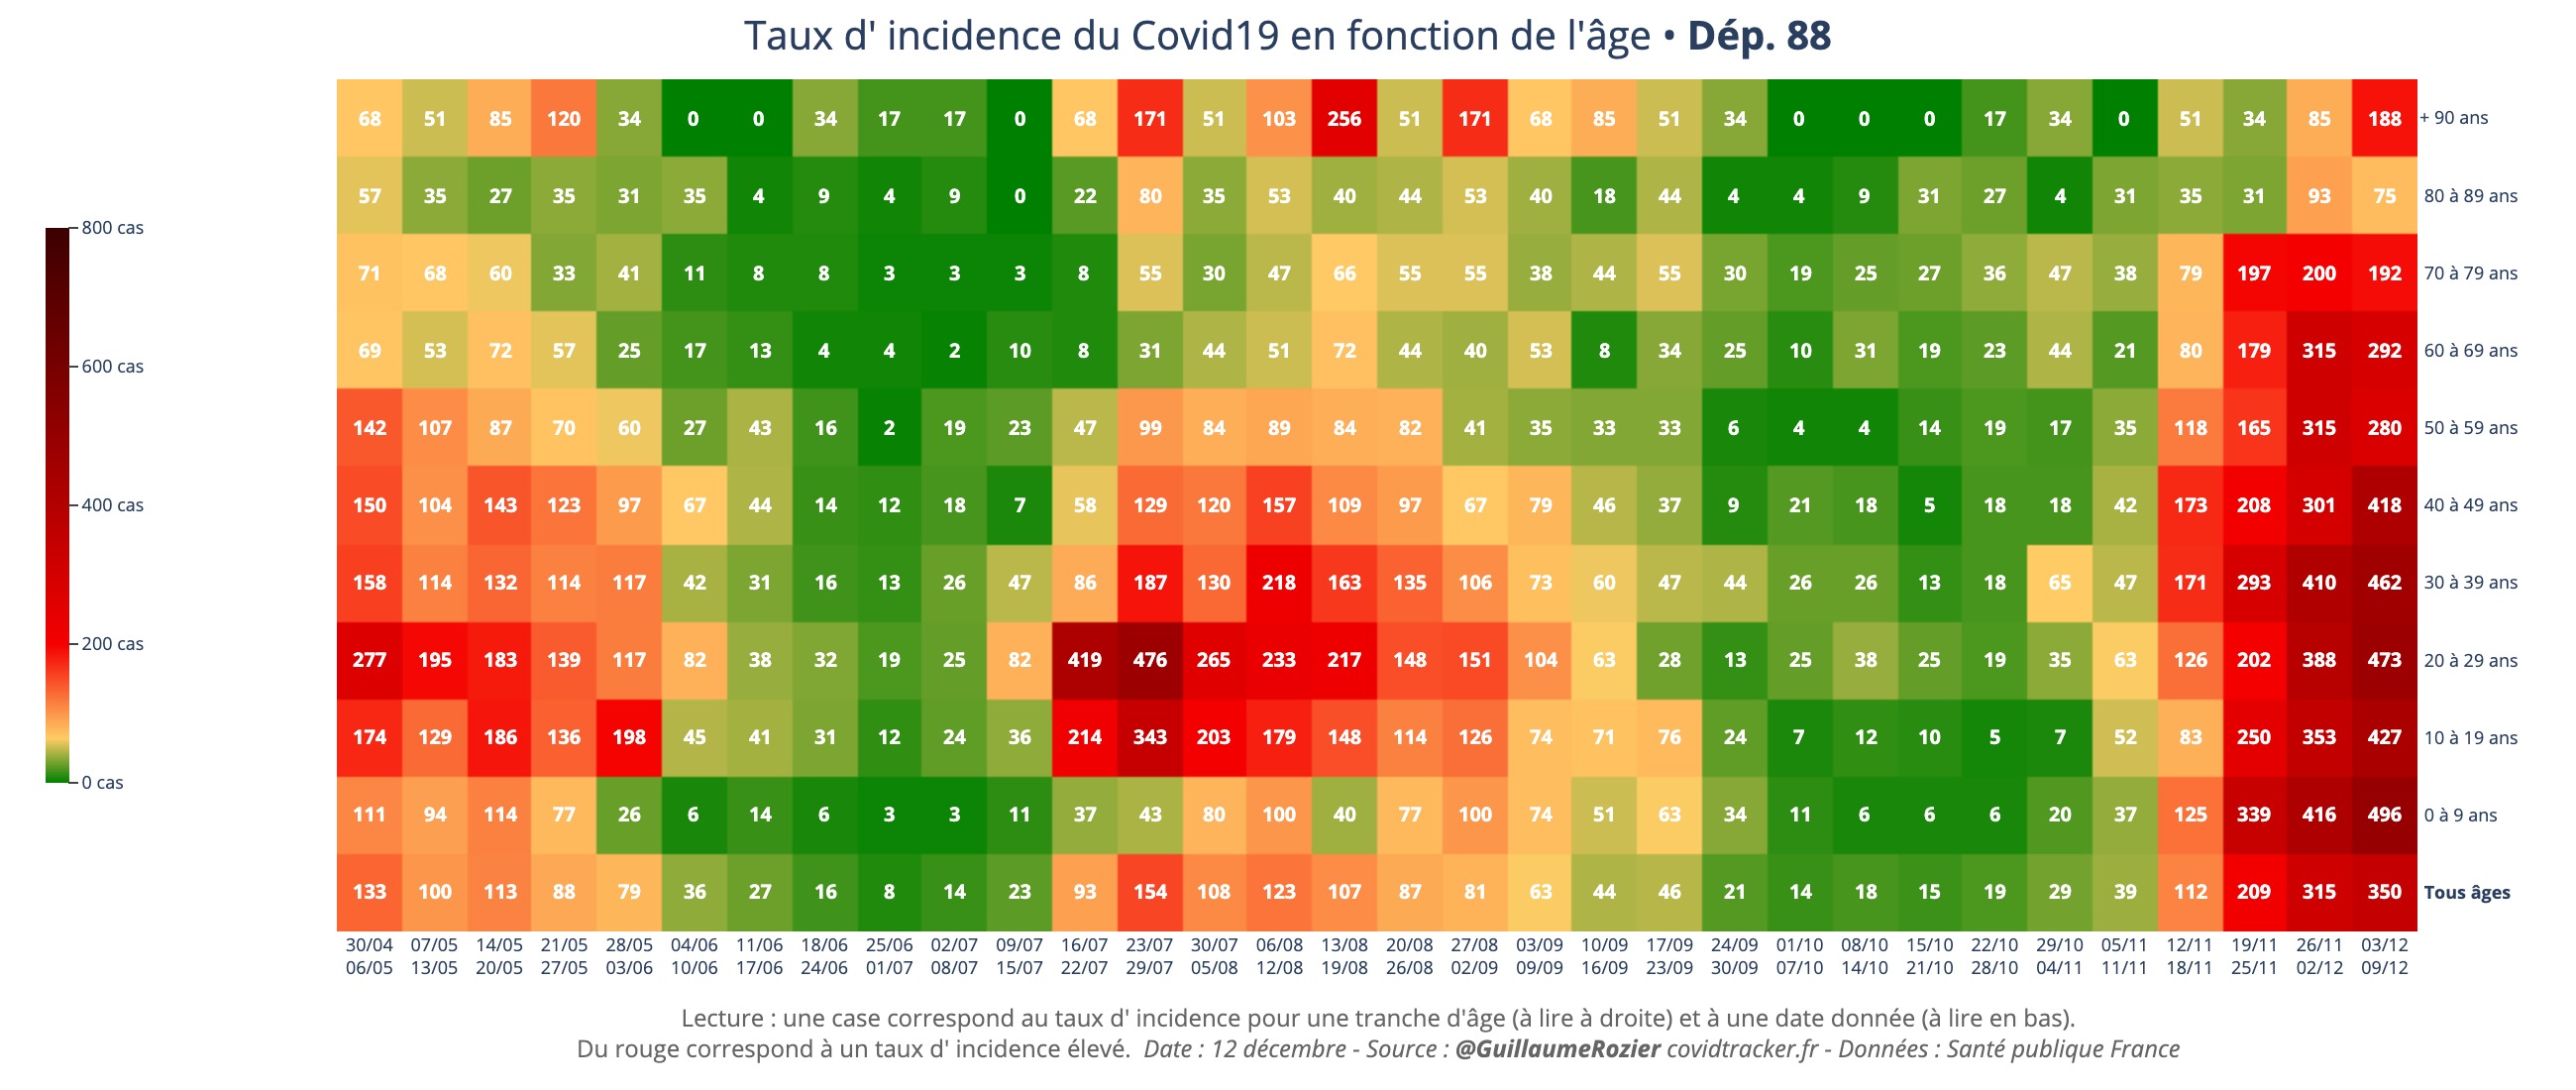 Taux d' incidence du Covid19 en fonction de l'âge • Dép. 88
800 cas
600 cas
400 cas
200 cas
0 cas
68 51 85 120 34 0 0 34 17 17 0 68 171 51 103 256 51 171 68 85 51 34 0 0 0 17 34 0 51 34 85 188 + 90 ans
57 35 27 35 31 35 4 9 4 9 0 22 80 35 53 40 44 53 40 18 44 4 4 9 31 27 4 31 35 31 93 75 80 à 89 ans
71 68 60 33 41 11 8 8 3 3 3 8 55 30 47 66 55 55 38 44 55 30 19 25 27 36 47 38 79 197 200 192 70 à 79 ans
69 53 72 57 25 17 13 4 4 2 10 8 31 44 51 72 44 40 53 8 34 25 10 31 19 23 44 21 80 179 315 292 60 à 69 ans
142 107 87 70 60 27 43 16 2 19 23 47 99 84 89 84 82 41 35 33 33 6 4 4 14 19 17 35 118 165 315 280 50 à 59 ans
150 104 143 123 97 67 44 14 12 18 7 58 129 120 157 109 97 67 79 46 37 9 21 18 5 18 18 42 173 208 301 418 40 à 49 ans
158 114 132 114 117 42 31 16 13 26 47 86 187 130 218 163 135 106 73 60 47 44 26 26 13 18 65 47 171 293 410 462 30 à 39 ans
277 195 183 139 117 82 38 32 19 25 82 419 476 265 233 217 148 151 104 63 28 13 25 38 25 19 35 63 126 202 388 473 20 à 29 ans
174 129 186 136 198 45 41 31 12 24 36 214 343 203 179 148 114 126 74 71 76 24 7 12 10 5 7 52 83 250 353 427 10 à 19 ans
111 94 114 77 26 6 14 6 3 3 11 37 43 80 100 40 77 100 74 51 63 34 11 6 6 6 20 37 125 339 416 496 0 à 9 ans
133 100 113 88 79 36 27 16 8 14 23 93 154 108 123 107 87 81 63 44 46 21 14 18 15 19 29 39 112 209 315 350 Tous âges
30/04 07/05 14/05 21/05 28/05 04/06 11/06 18/06 25/06 02/07 09/07 16/07 23/07 30/07 06/08 13/08 20/08 27/08 03/09 10/09 17/09 24/09 01/10 08/10 15/10 22/10 29/10 05/11 12/11 19/11 26/11 03/12
06/05 13/05 20/05 27/05 03/06 10/06 17/06 24/06 01/07 08/07 15/07 22/07 29/07 05/08 12/08 19/08 26/08 02/09 09/09 16/09 23/09 30/09 07/10 14/10 21/10 28/10 04/11 11/11 18/11 25/11 02/12 09/12
Lecture : une case correspond au taux d' incidence pour une tranche d'âge (à lire à droite) et à une date donnée (à lire en bas).
Du rouge correspond à un taux d' incidence élevé. Date : 12 décembre - Source : @GuillaumeRozier covidtracker.fr - Données : Santé publique France